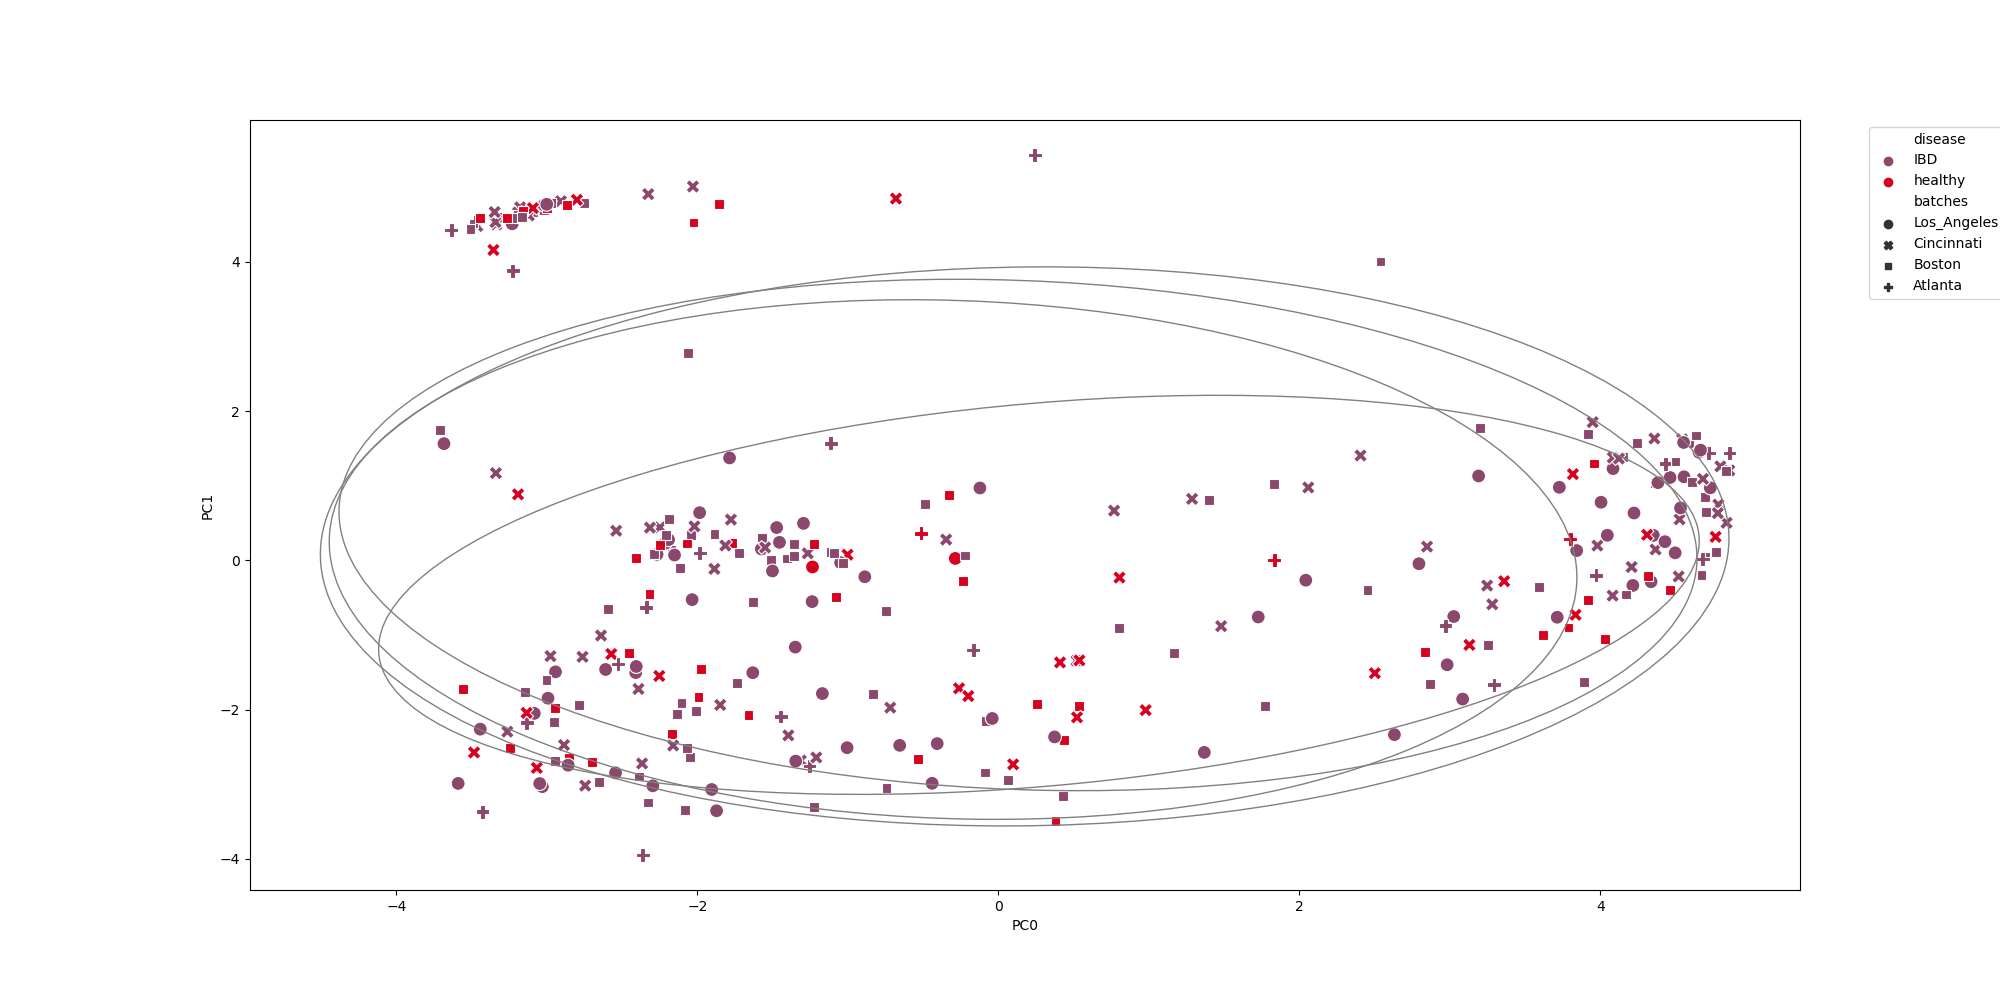 disease
IBD
healthy
batches
Los_Angeles
Cincinnati
Boston
Atlanta
4
2
0
−2
−4
PC1
−4
−2
0
2
4
PC0